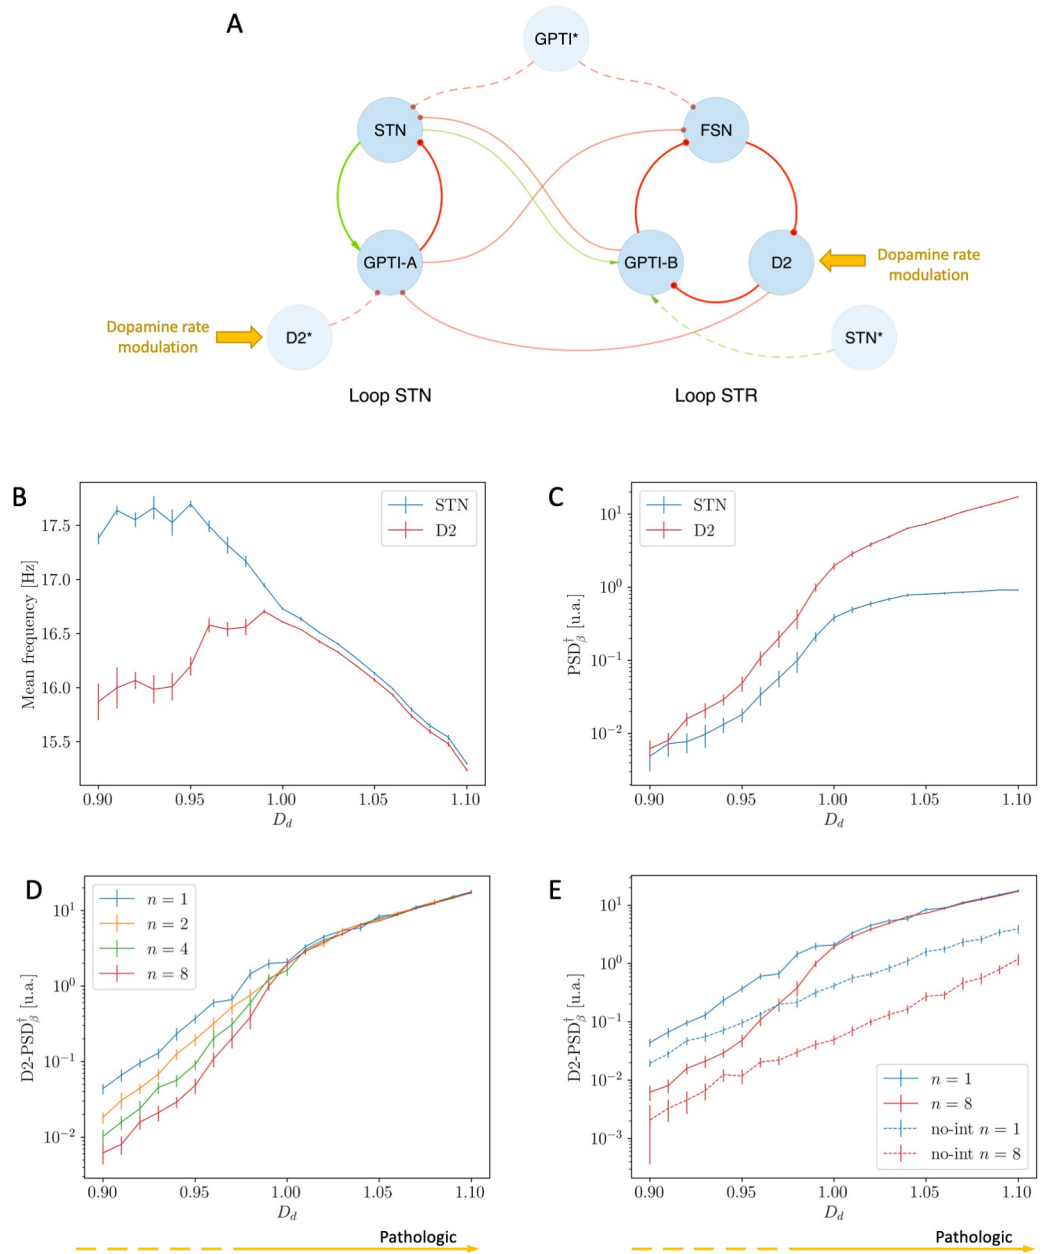 A
GPTI*
STN
FSN
GPTI-A
GPTI-B
D2
Dopamine rate
modulation
Dopamine rate
modulation
D2*
STN*
Loop STN
Loop STR
B
STN
D2
17.5
17.0
16.5
16.0
15.5
Mean frequency [Hz]
0.90
0.95
1.00
1.05
1.10
D_d
C
STN
D2
10^1
10^0
10^-1
10^-2
PSD_β^† [u.a.]
0.90
0.95
1.00
1.05
1.10
D_d
D
n = 1
n = 2
n = 4
n = 8
10^1
10^0
10^-1
10^-2
D2-PSD_β^† [u.a.]
0.90
0.95
1.00
1.05
1.10
D_d
Pathologic
E
10^1
10^0
10^-1
10^-2
10^-3
D2-PSD_β^† [u.a.]
n = 1
n = 8
no-int n = 1
no-int n = 8
0.90
0.95
1.00
1.05
1.10
D_d
Pathologic